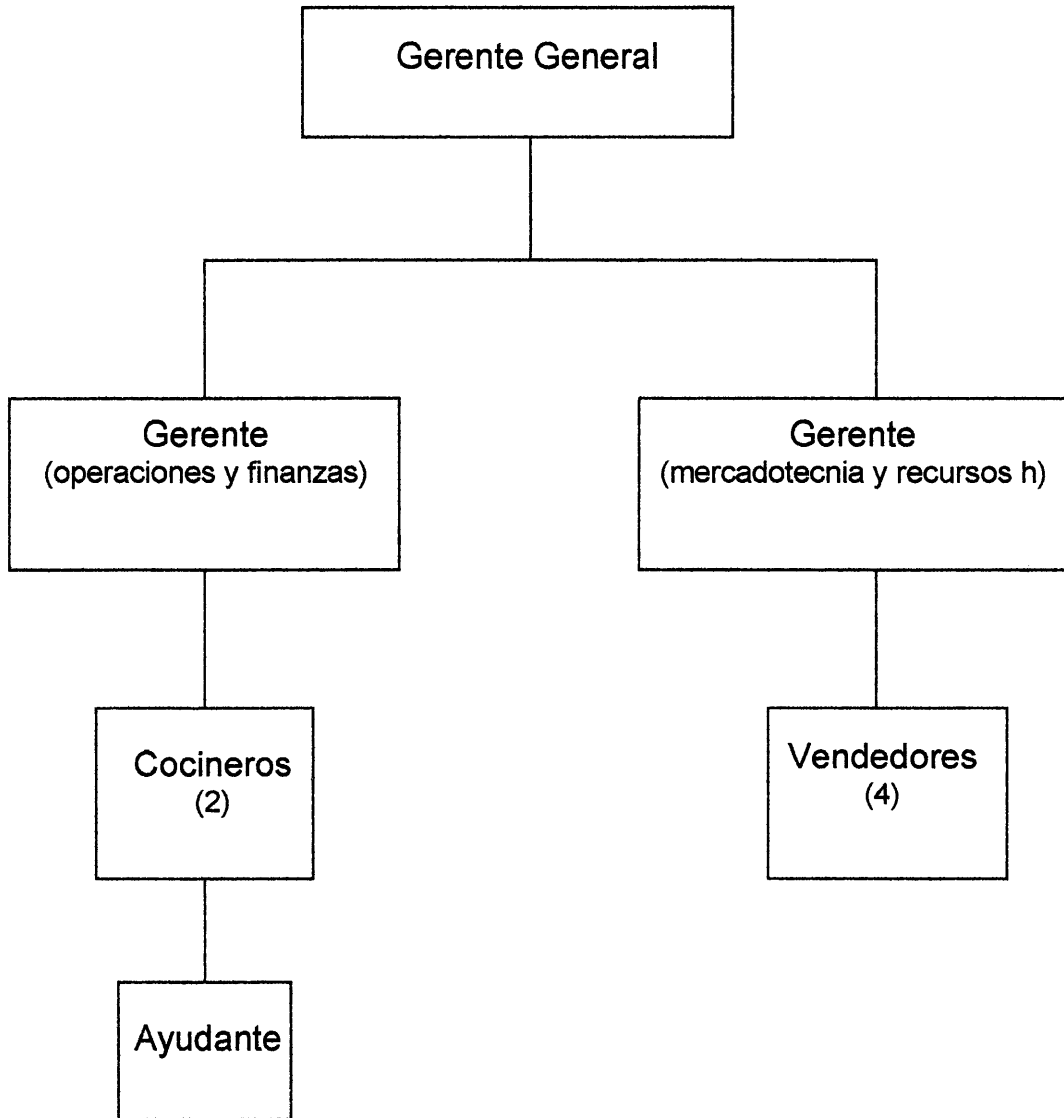 Gerente General
Gerente
(operaciones y finanzas)
Gerente
(mercadotecnia y recursos h)
Cocineros
(2)
Vendedores
(4)
Ayudante